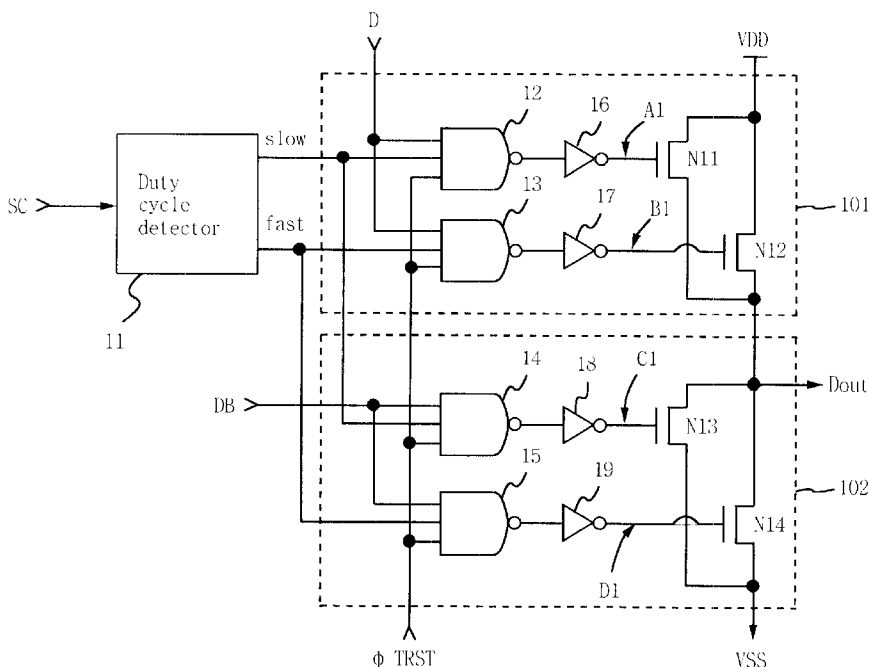 D
VDD
12
16
A1
slow
N11
Duty
cycle
detector
13
17
SC
101
fast
B1
N12
11
14
18
C1
DB
Dout
N13
15
19
102
N14
D1
φ TRST
VSS